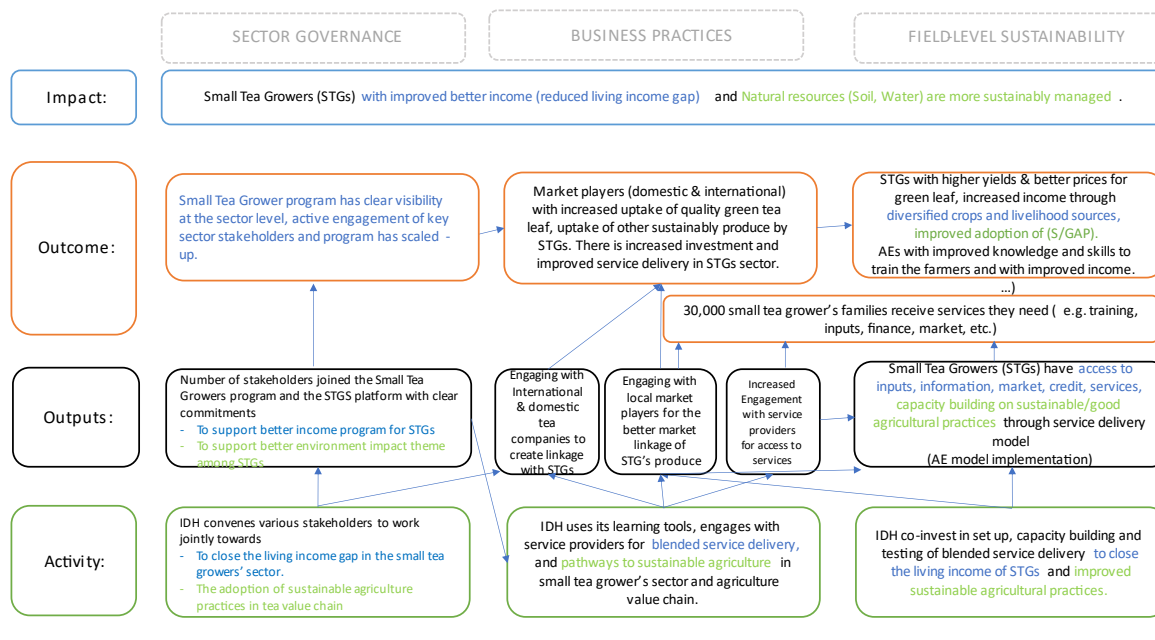 SECTOR GOVERNANCE
BUSINESS PRACTICES
FIELD-LEVEL SUSTAINABILITY
Impact:
Small Tea Growers (STGs) with improved better income (reduced living income gap) and Natural resources (Soil, Water) are more sustainably managed .
Outcome:
Small Tea Grower program has clear visibility
at the sector level, active engagement of key
sector stakeholders and program has scaled -
up.
Market players (domestic & international)
with increased uptake of quality green tea
leaf, uptake of other sustainably produce by
STGs. There is increased investment and
improved service delivery in STGs sector.
STGs with higher yields & better prices for
green leaf, increased income through
diversified crops and livelihood sources,
improved adoption of (S/GAP).
AEs with improved knowledge and skills to
train the farmers and with improved income.
...)
30,000 small tea grower's families receive services they need ( e.g. training,
inputs, finance, market, etc.)
Outputs:
Number of stakeholders joined the Small Tea
Growers program and the STGS platform with clear
commitments
- To support better income program for STGs
- To support better environment impact theme
among STGs
Engaging with
International
& domestic
tea
companies to
create linkage
with STGs
Engaging with
local market
players for the
better market
linkage of
STG's produce
Increased
Engagement
with service
providers
for access to
services
Small Tea Growers (STGs) have access to
inputs, information, market, credit, services,
capacity building on sustainable/good
agricultural practices through service delivery
model
(AE model implementation)
Activity:
IDH convenes various stakeholders to work
jointly towards
- To close the living income gap in the small tea
growers' sector.
- The adoption of sustainable agriculture
practices in tea value chain
IDH uses its learning tools, engages with
service providers for blended service delivery,
and pathways to sustainable agriculture in
small tea grower's sector and agriculture
value chain.
IDH co-invest in set up, capacity building and
testing of blended service delivery to close
the living income of STGs and improved
sustainable agricultural practices.